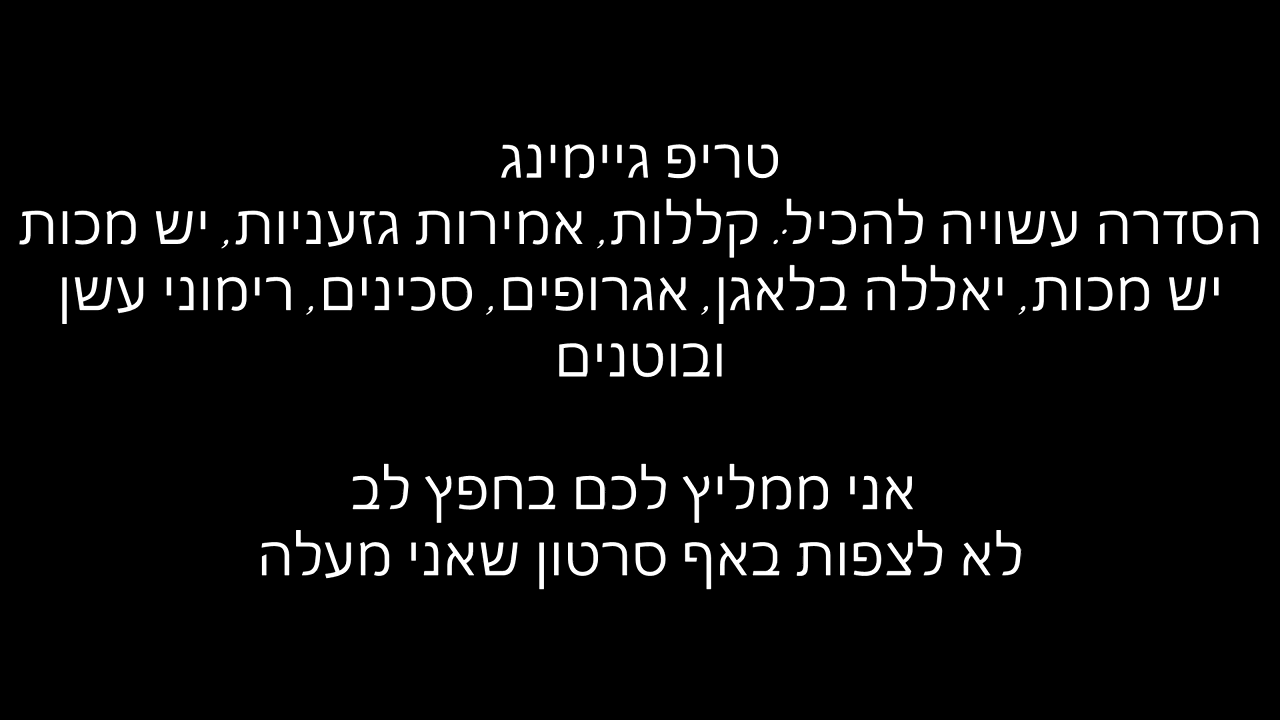 טריפ גיימינג
הסדרה עשויה להכיל: קללות, אמירות גזעניות, יש מכות
יש מכות, יאללה בלאגן, אגרופים, סכינים, רימוני עשן
ובוטנים
אני ממליץ לכם בחפץ לב
לא לצפות באף סרטון שאני מעלה